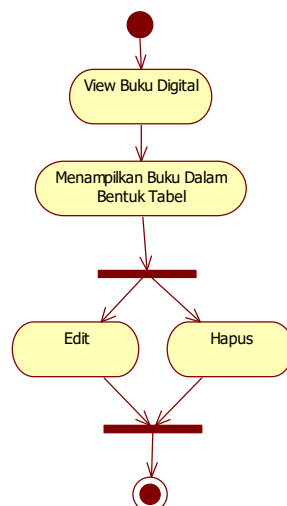 View Buku Digital
Menampilkan Buku Dalam
Bentuk Tabel
Edit
Hapus